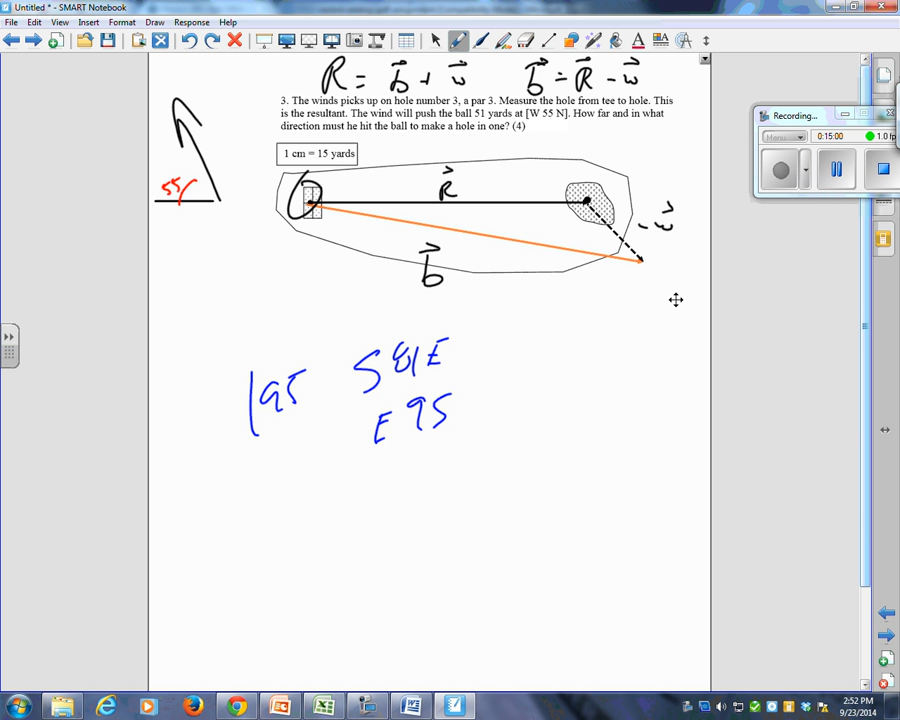 Untitled * - SMART Notebook
File Edit View Insert Format Draw Response Help
R = b + w b = R - w
3. The winds picks up on hole number 3, a par 3. Measure the hole from tee to hole. This
is the resultant. The wind will push the ball 51 yards at [W 55 N]. How far and in what
direction must he hit the ball to make a hole in one? (4)
Recording...
Menu
0:15:00
1.0 fp
1 cm = 15 yards
55
R
- w
b
195 S 81 E
E 9 S
2:52 PM
9/23/2014